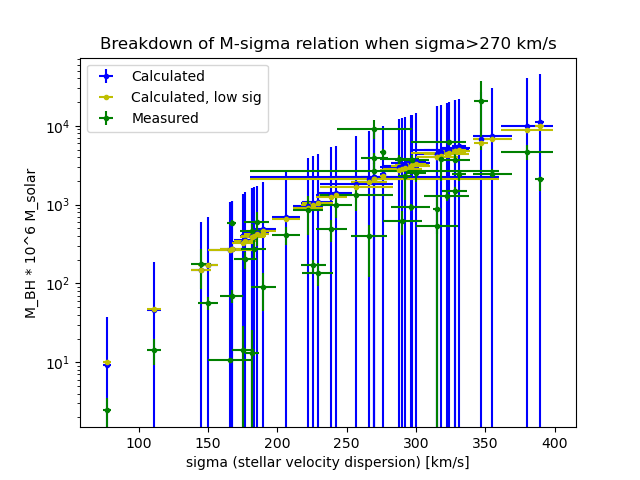 Breakdown of M-sigma relation when sigma>270 km/s
Calculated
Calculated, low sig
Measured
M_BH * 10^6 M_solar
10^4
10^3
10^2
10^1
100 150 200 250 300 350 400
sigma (stellar velocity dispersion) [km/s]